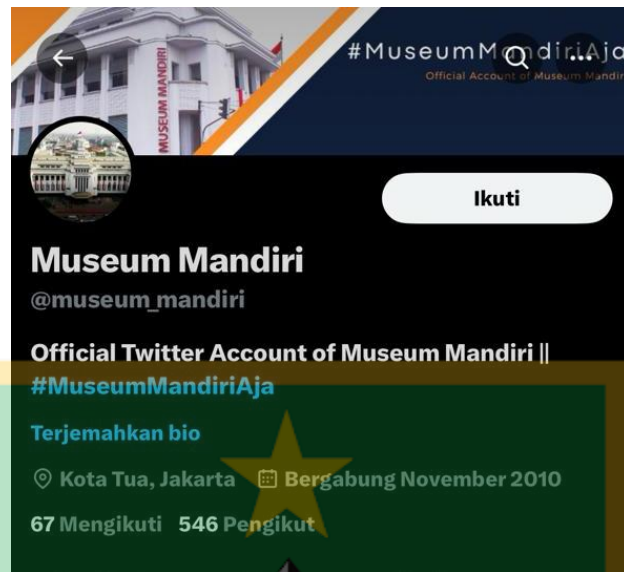 #MuseumMandiriAja
Official Account of Museum Mandiri
MUSEUM MANDIRI
Ikuti
Museum Mandiri
@museum_mandiri
Official Twitter Account of Museum Mandiri ||
#MuseumMandiriAja
Terjemahkan bio
Kota Tua, Jakarta Bergabung November 2010
67 Mengikuti 546 Pengikut